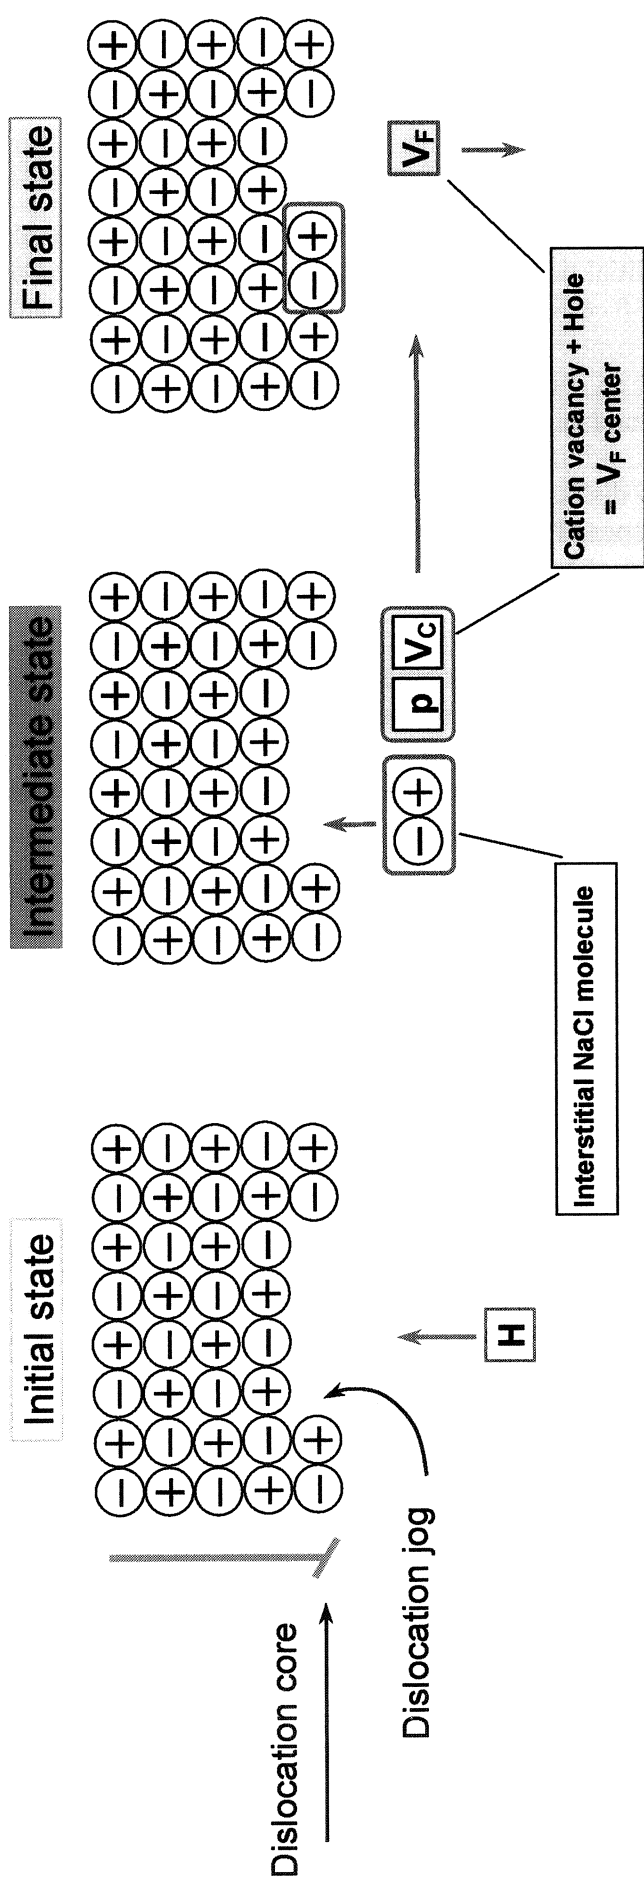 Initial state
Intermediate state
Final state
Dislocation core
Dislocation jog
H
Interstitial NaCl molecule
p
VC
Cation vacancy + Hole
= VF center
VF